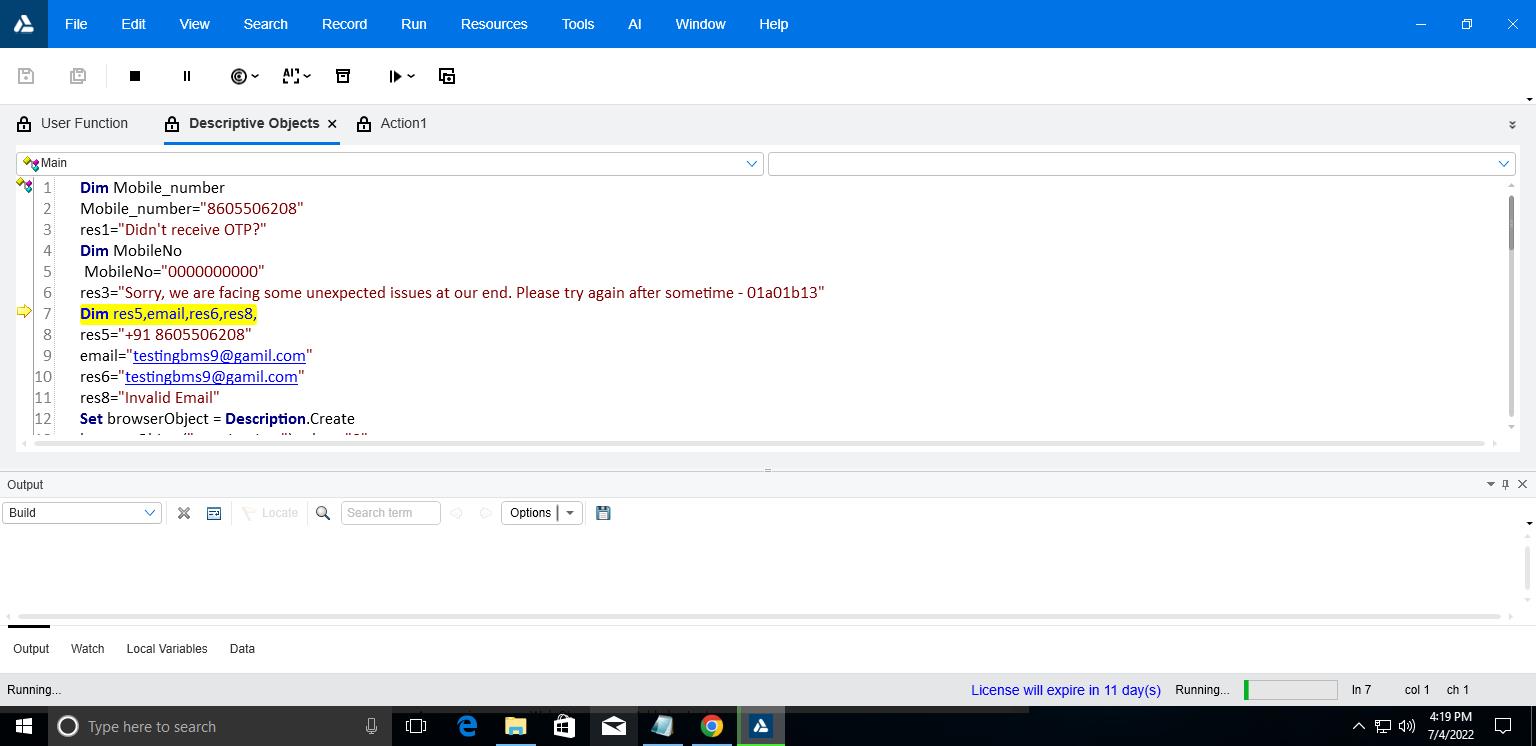 File Edit View Search Record Run Resources Tools AI Window Help
User Function Descriptive Objects Action1
Main
1 Dim Mobile_number
2 Mobile_number="8605506208"
3 res1="Didn't receive OTP?"
4 Dim MobileNo
5 MobileNo="0000000000"
6 res3="Sorry, we are facing some unexpected issues at our end. Please try again after sometime - 01a01b13"
7 Dim res5,email,res6,res8,
8 res5="+91 8605506208"
9 email="testingbms9@gamil.com"
10 res6="testingbms9@gamil.com"
11 res8="Invalid Email"
12 Set browserObject = Description.Create
Output
Build Locate Search term Options
Output Watch Local Variables Data
Running... License will expire in 11 day(s) Running... ln 7 col 1 ch 1
Type here to search
4:19 PM
7/4/2022